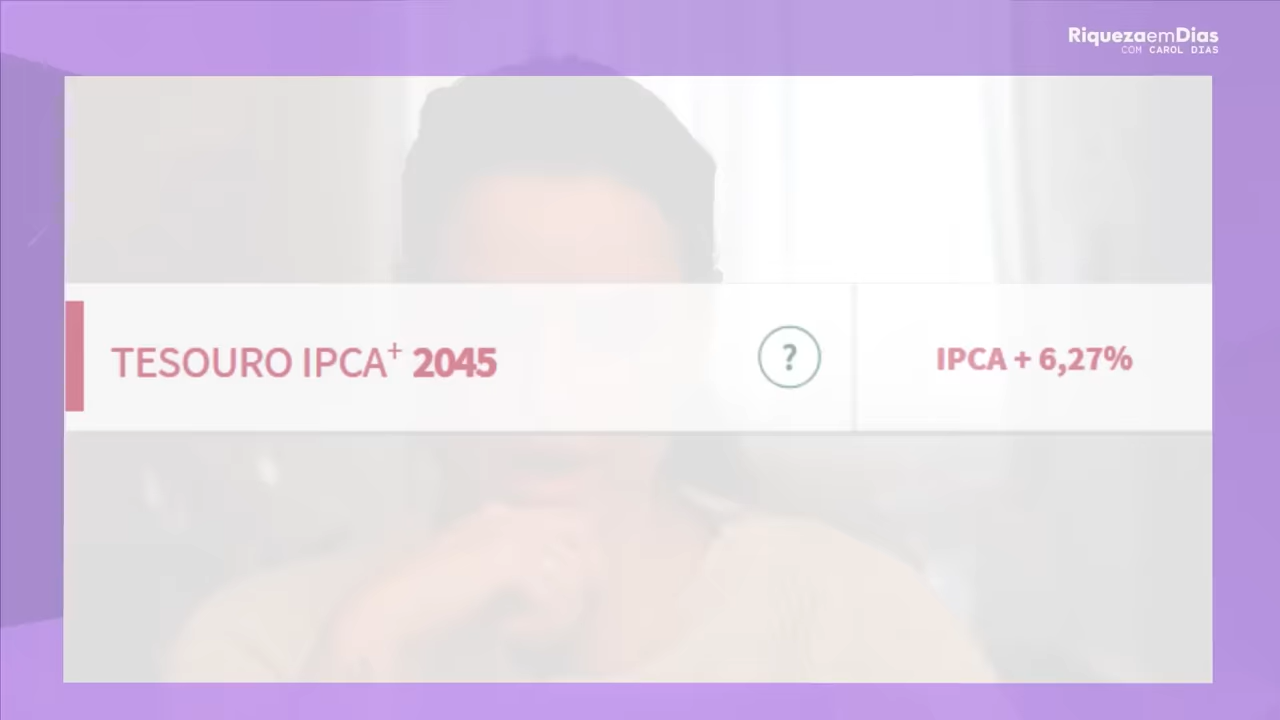 RiquezaemDias
COM CAROL DIAS
TESOURO IPCA+ 2045
?
IPCA + 6,27%